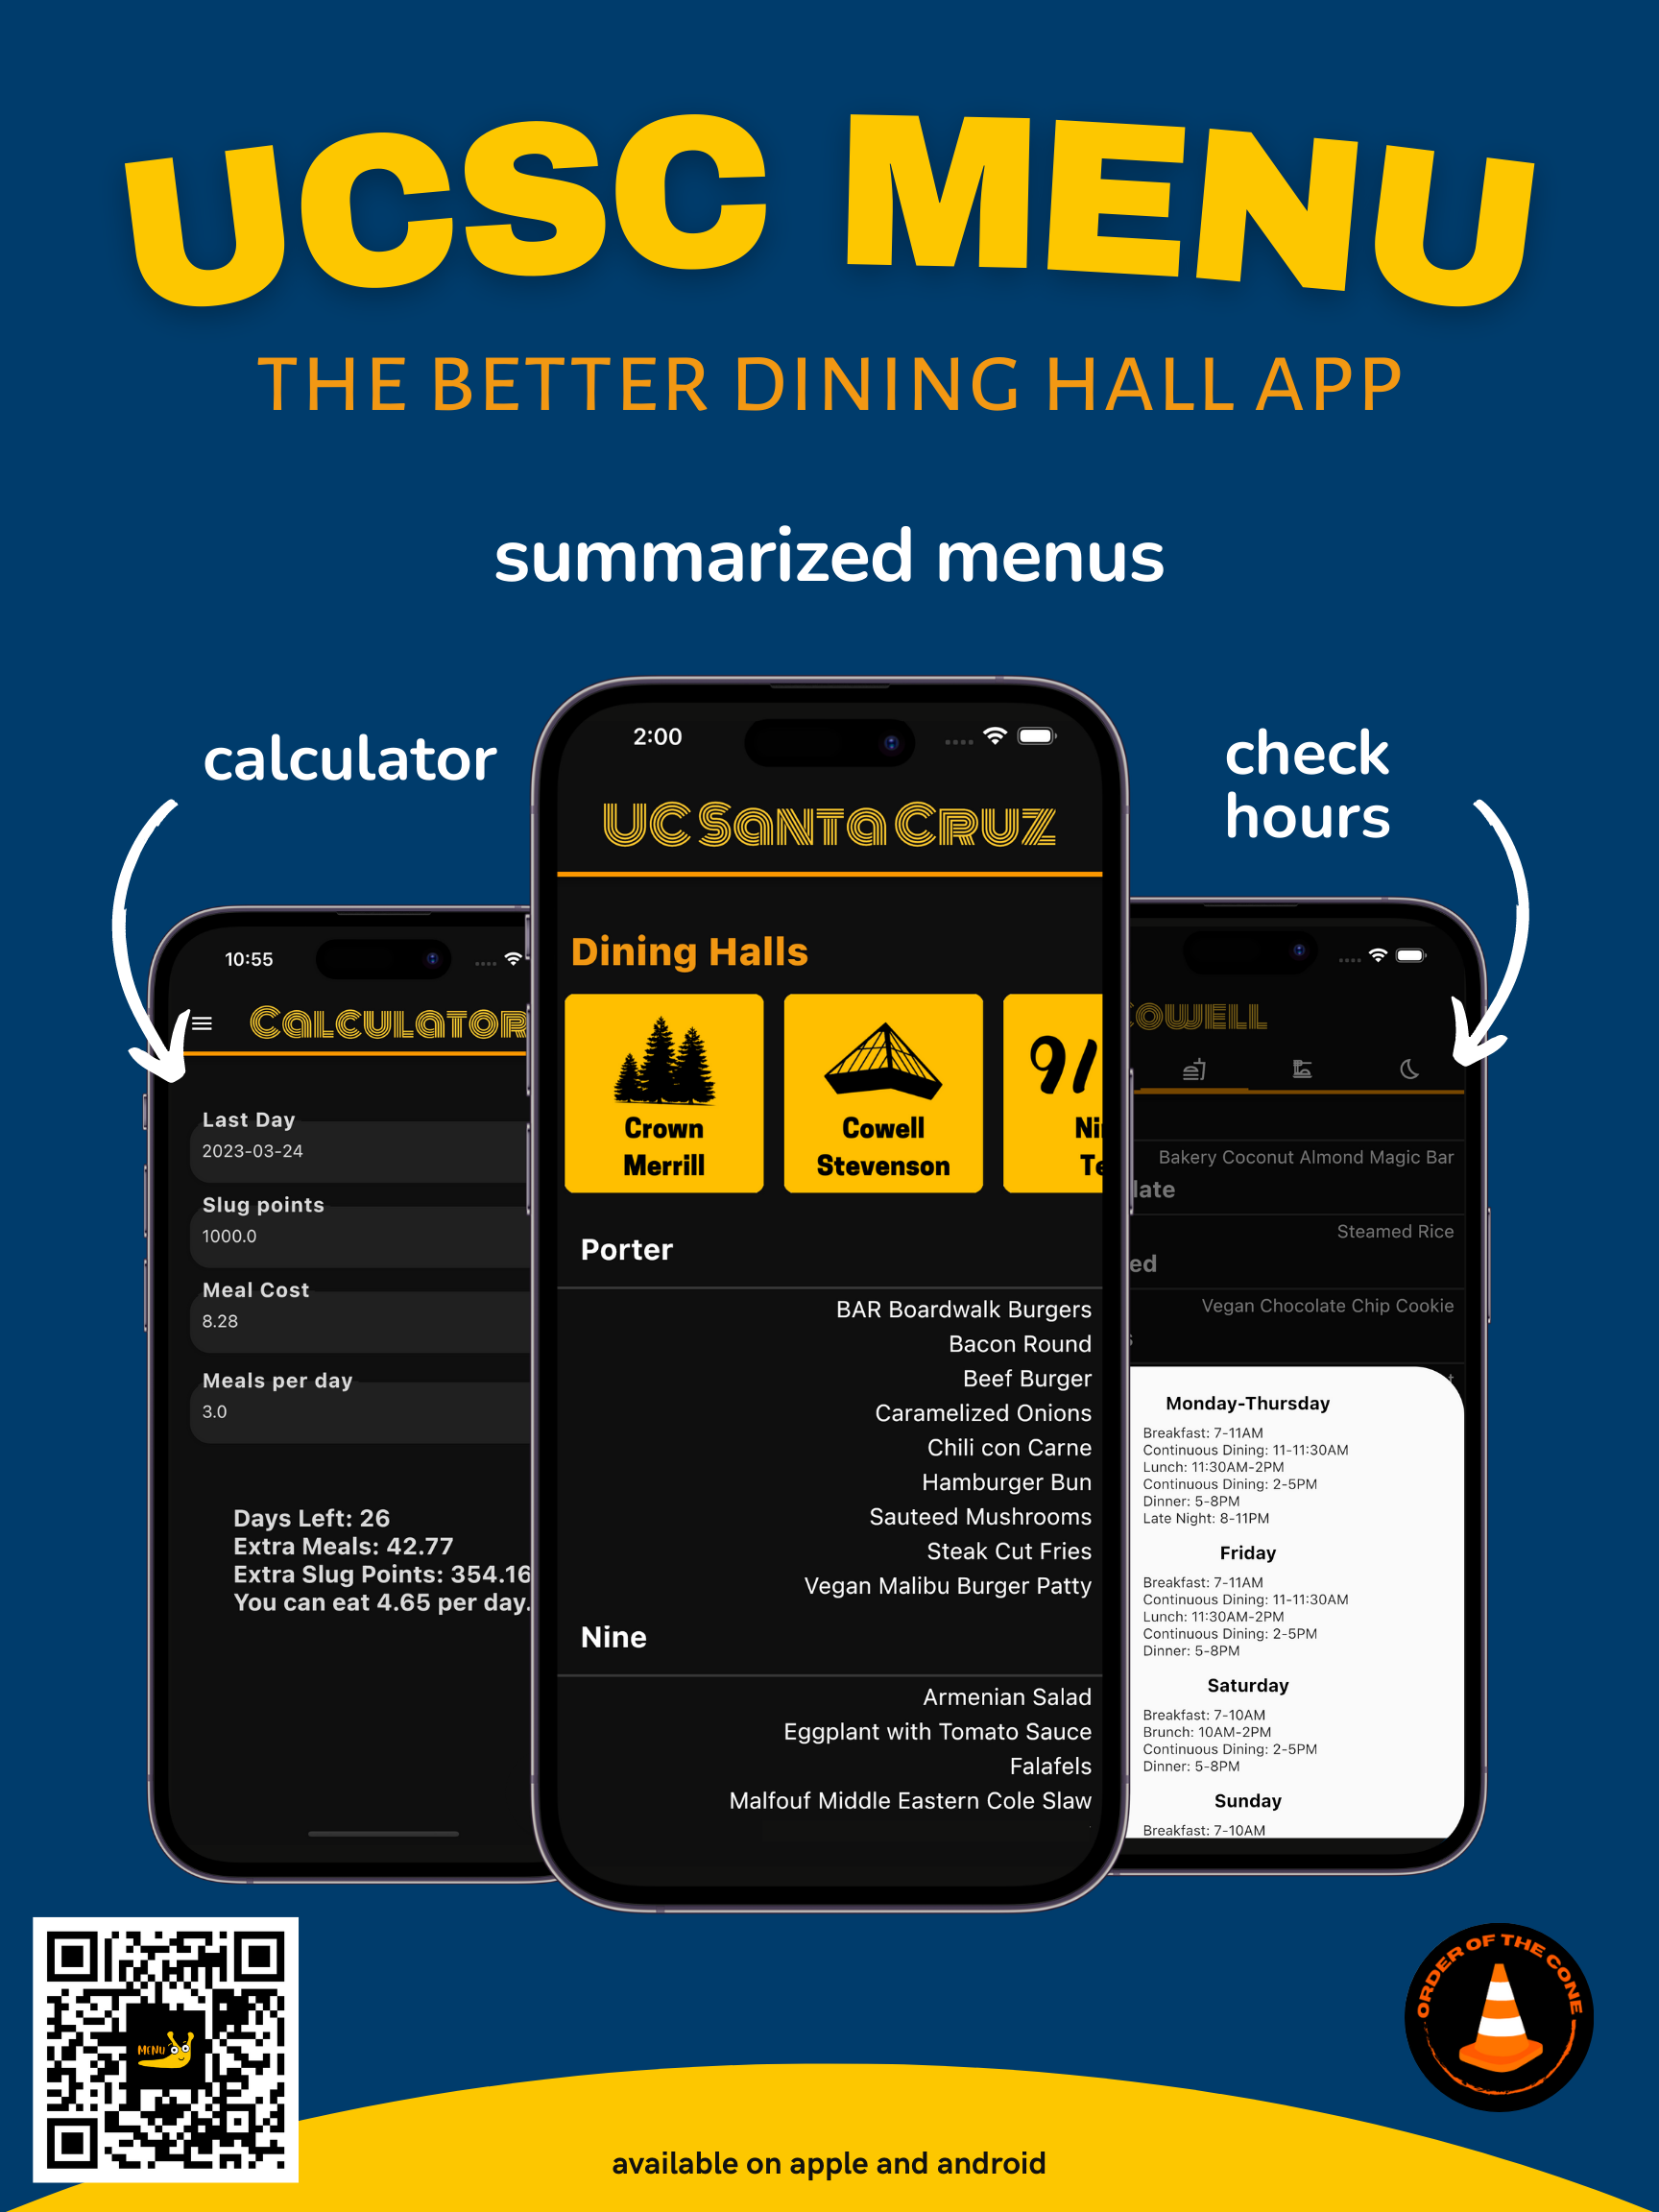 UCSC MENU
THE BETTER DINING HALL APP
summarized menus
calculator
check
hours
10:55
Calculator
Last Day
2023-03-24
Slug points
1000.0
Meal Cost
8.28
Meals per day
3.0
Days Left: 26
Extra Meals: 42.77
Extra Slug Points: 354.16
You can eat 4.65 per day.
2:00
UC Santa Cruz
Dining Halls
Crown
Merrill
Cowell
Stevenson
9/
Ni
Te
Porter
BAR Boardwalk Burgers
Bacon Round
Beef Burger
Caramelized Onions
Chili con Carne
Hamburger Bun
Sauteed Mushrooms
Steak Cut Fries
Vegan Malibu Burger Patty
Nine
Armenian Salad
Eggplant with Tomato Sauce
Falafels
Malfouf Middle Eastern Cole Slaw
Cowell
Bakery Coconut Almond Magic Bar
late
Steamed Rice
ed
Vegan Chocolate Chip Cookie
s
t
Monday-Thursday
Breakfast: 7-11AM
Continuous Dining: 11-11:30AM
Lunch: 11:30AM-2PM
Continuous Dining: 2-5PM
Dinner: 5-8PM
Late Night: 8-11PM
Friday
Breakfast: 7-11AM
Continuous Dining: 11-11:30AM
Lunch: 11:30AM-2PM
Continuous Dining: 2-5PM
Dinner: 5-8PM
Saturday
Breakfast: 7-10AM
Brunch: 10AM-2PM
Continuous Dining: 2-5PM
Dinner: 5-8PM
Sunday
Breakfast: 7-10AM
MENU
ORDER OF THE CONE
available on apple and android